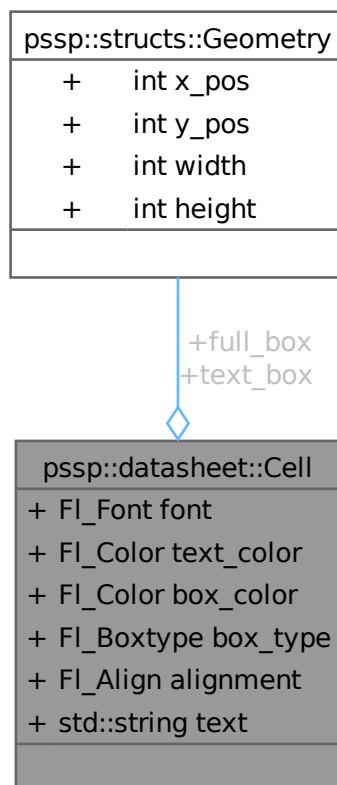 pssp::structs::Geometry
+ int x_pos
+ int y_pos
+ int width
+ int height
+full_box
+text_box
pssp::datasheet::Cell
+ Fl_Font font
+ Fl_Color text_color
+ Fl_Color box_color
+ Fl_Boxtype box_type
+ Fl_Align alignment
+ std::string text